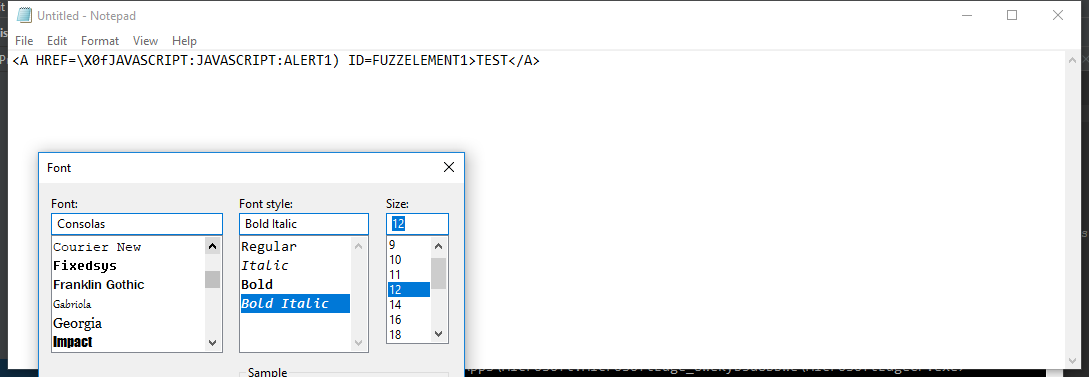 Untitled - Notepad
File Edit Format View Help
<A HREF=\X0fJAVASCRIPT:JAVASCRIPT:ALERT1) ID=FUZZELEMENT1>TEST</A>
Font
Font: Font style: Size:
Consolas Bold Italic 12
Courier New Regular 9
Fixedsys Italic 10
Franklin Gothic Bold 11
Gabriola Bold Italic 12
Georgia 14
Impact 16
18
Sample